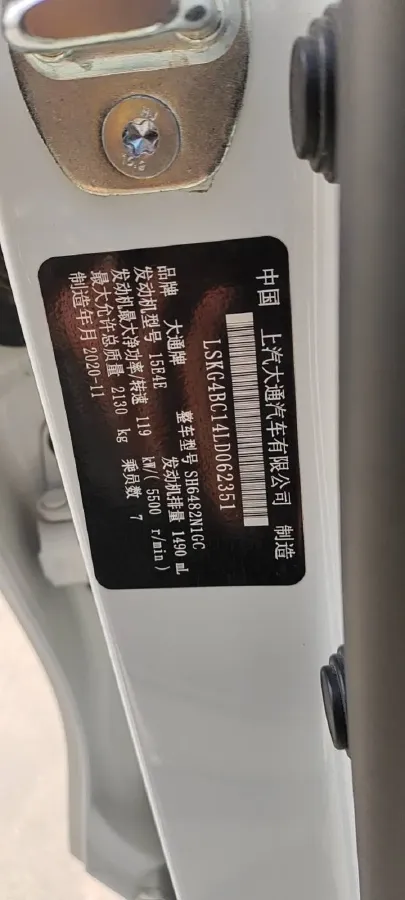 中国 上汽大通汽车有限公司 制造
LSKG4BC14LD062351
品牌 大通牌 整车型号 SH6482N1GC
发动机型号 15E4E 发动机排量 1490 mL
发动机最大净功率/转速 119 kW/( 5500 r/min)
最大允许总质量 2130 kg 乘员数 7
制造年月 2020-11